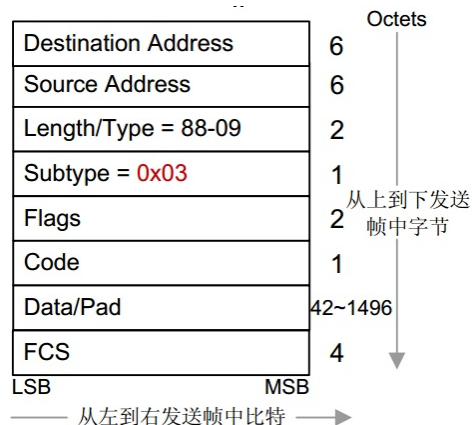 Octets
Destination Address 6
Source Address 6
Length/Type = 88-09 2
Subtype = 0x03 1
Flags 2
Code 1
Data/Pad 42~1496
FCS 4
从上到下发送
帧中字节
LSB MSB
从左到右发送帧中比特